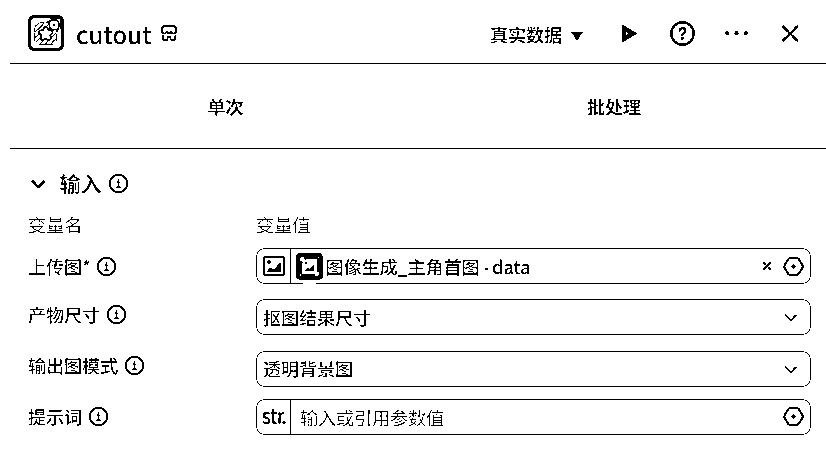 cutout 真实数据
单次 批处理
输入
变量名 变量值
上传图* 图像生成_主角首图 - data
产物尺寸 抠图结果尺寸
输出图模式 透明背景图
提示词 str. 输入或引用参数值